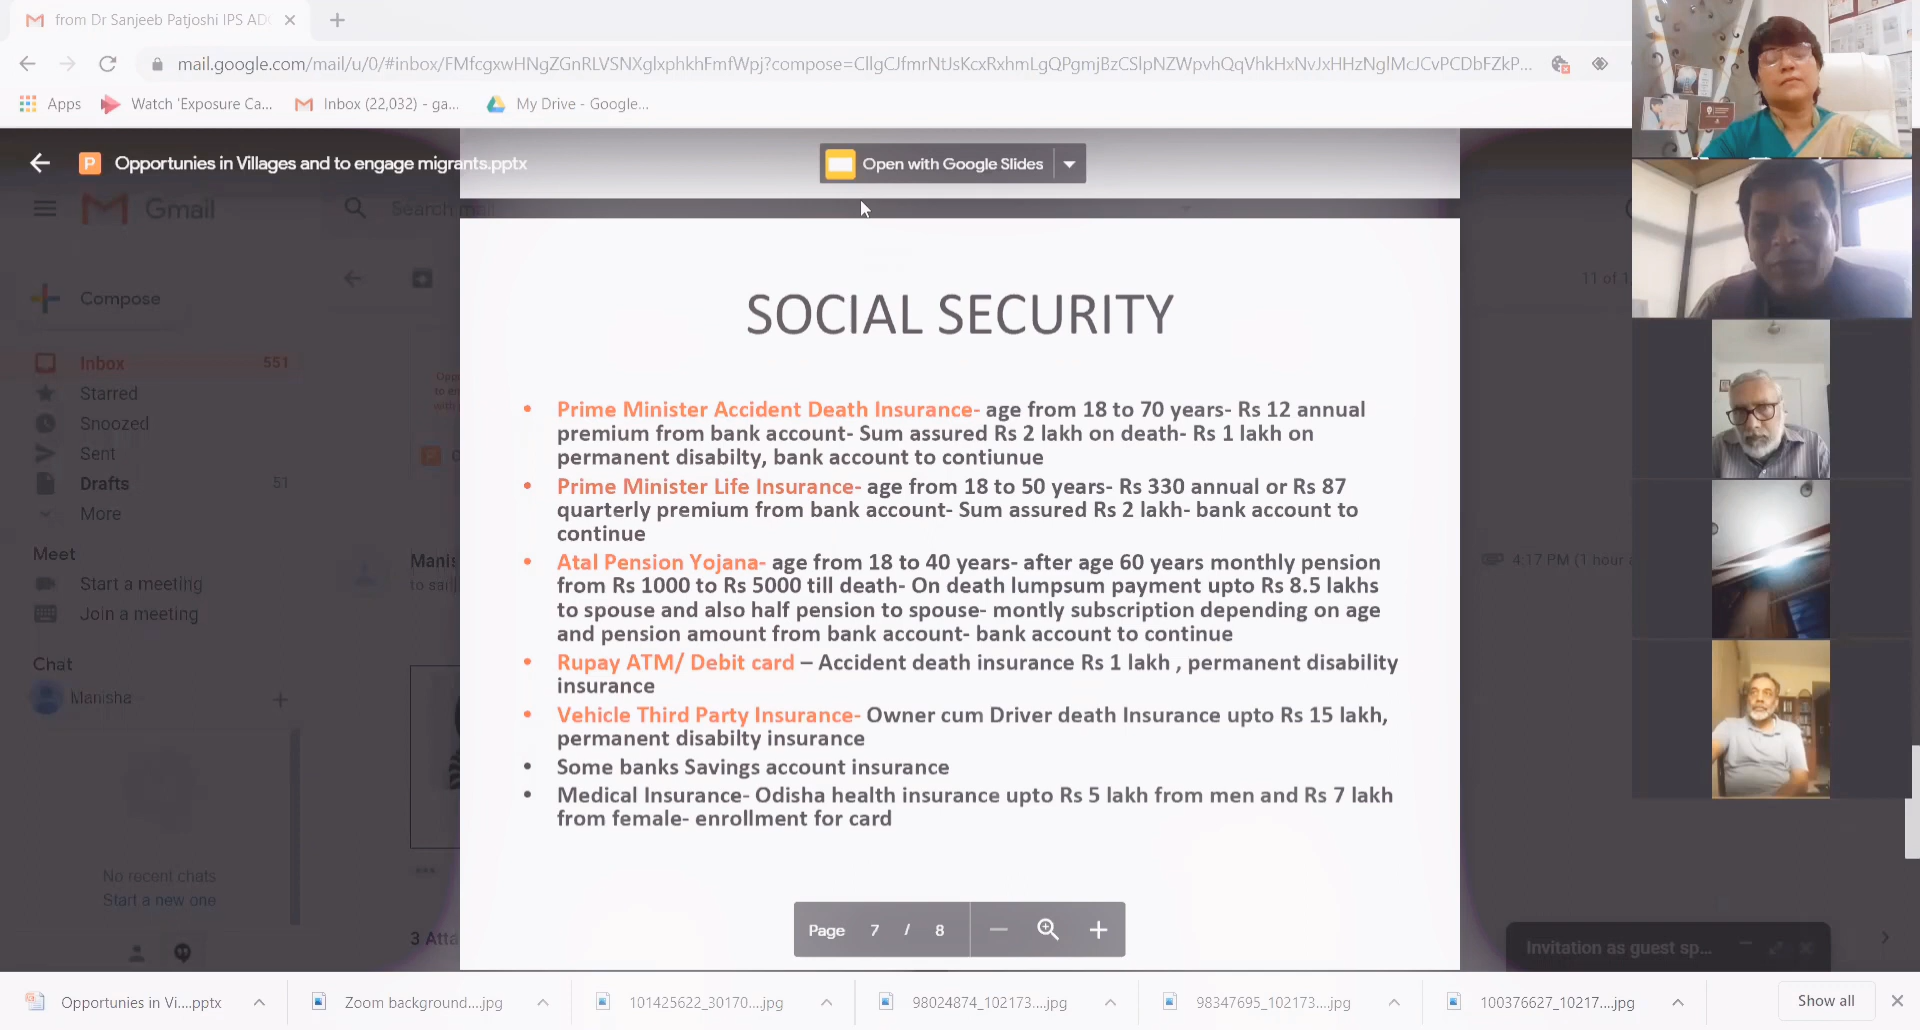 from Dr Sanjeeb Patjoshi IPS AD
mail.google.com/mail/u/0/#inbox/FMfcgxwHNgZGnRLVSNXglxphkhFmfWpj?compose=CllgCJfmrNtJsKcxRxhmLgQPgmjBzCSlpNZWpvhQqVhkHxNvJxHHzNglMcJCvPCDbFZkP...
Apps Watch 'Exposure Ca... Inbox (22,032) - ga... My Drive - Google...
Opportunies in Villages and to engage migrants.pptx
Open with Google Slides
Gmail
Search mail
Compose
11 of 1
Inbox 551
Starred
Snoozed
Sent
Drafts 51
More
Meet
Start a meeting
Join a meeting
Chat
Manisha
No recent chats
Start a new one
Manis
to san
4:17 PM (1 hour a
3 Atta
SOCIAL SECURITY
• Prime Minister Accident Death Insurance- age from 18 to 70 years- Rs 12 annual
premium from bank account- Sum assured Rs 2 lakh on death- Rs 1 lakh on
permanent disabilty, bank account to contiunue
• Prime Minister Life Insurance- age from 18 to 50 years- Rs 330 annual or Rs 87
quarterly premium from bank account- Sum assured Rs 2 lakh- bank account to
continue
• Atal Pension Yojana- age from 18 to 40 years- after age 60 years monthly pension
from Rs 1000 to Rs 5000 till death- On death lumpsum payment upto Rs 8.5 lakhs
to spouse and also half pension to spouse- montly subscription depending on age
and pension amount from bank account- bank account to continue
• Rupay ATM/ Debit card – Accident death insurance Rs 1 lakh , permanent disability
insurance
• Vehicle Third Party Insurance- Owner cum Driver death Insurance upto Rs 15 lakh,
permanent disabilty insurance
• Some banks Savings account insurance
• Medical Insurance- Odisha health insurance upto Rs 5 lakh from men and Rs 7 lakh
from female- enrollment for card
Page 7 / 8
Invitation as guest sp...
Opportunies in Vi....pptx
Zoom background....jpg
101425622_30170....jpg
98024874_102173....jpg
98347695_102173....jpg
100376627_10217....jpg
Show all